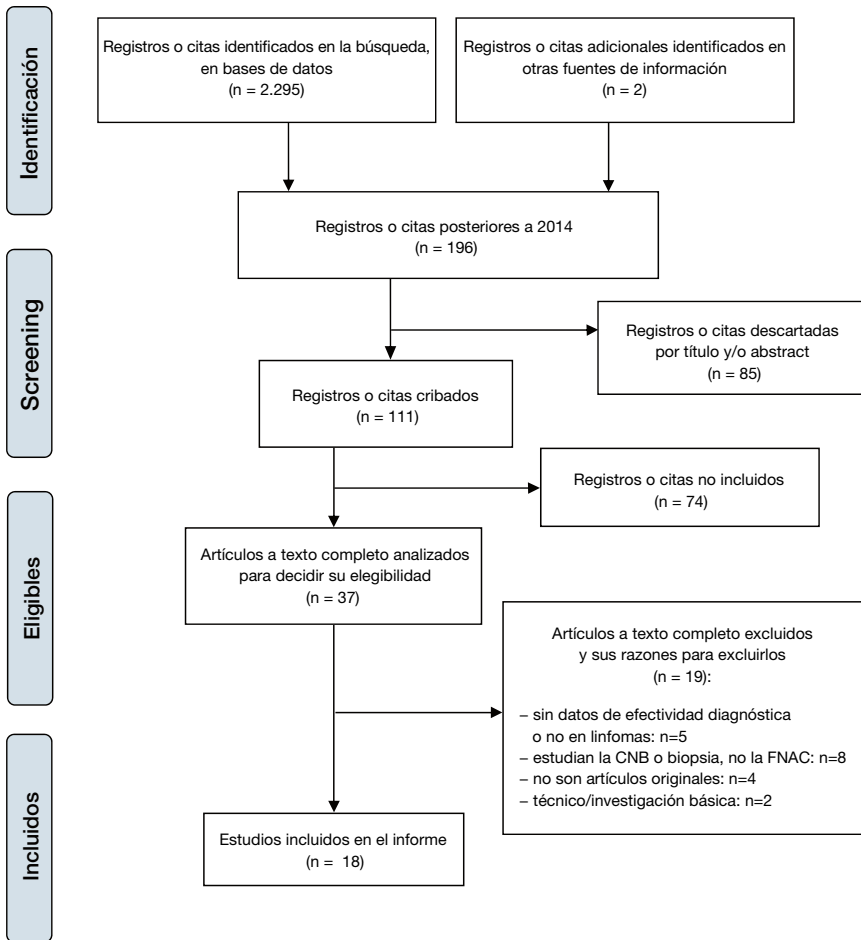 Identificación
Registros o citas identificados en la búsqueda,
en bases de datos
(n = 2.295)
Registros o citas adicionales identificados en
otras fuentes de información
(n = 2)
Registros o citas posteriores a 2014
(n = 196)
Screening
Registros o citas descartadas
por título y/o abstract
(n = 85)
Registros o citas cribados
(n = 111)
Registros o citas no incluidos
(n = 74)
Eligibles
Artículos a texto completo analizados
para decidir su elegibilidad
(n = 37)
Artículos a texto completo excluidos
y sus razones para excluirlos
(n = 19):
– sin datos de efectividad diagnóstica
o no en linfomas: n=5
– estudian la CNB o biopsia, no la FNAC: n=8
– no son artículos originales: n=4
– técnico/investigación básica: n=2
Incluidos
Estudios incluidos en el informe
(n = 18)